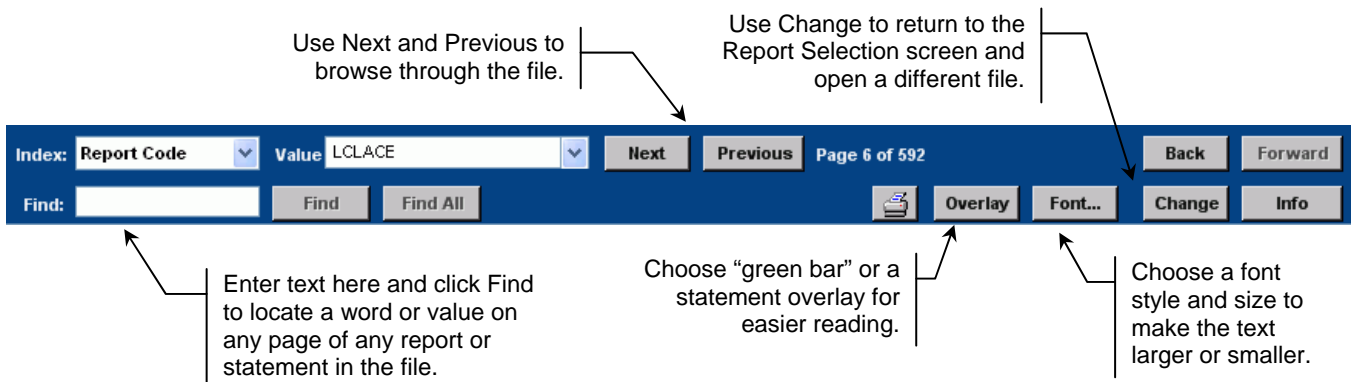 Use Next and Previous to
browse through the file.
Use Change to return to the
Report Selection screen and
open a different file.
Index: Report Code Value LCLACE Next Previous Page 6 of 592 Back Forward
Find: Find Find All Overlay Font... Change Info
Enter text here and click Find
to locate a word or value on
any page of any report or
statement in the file.
Choose “green bar” or a
statement overlay for
easier reading.
Choose a font
style and size to
make the text
larger or smaller.